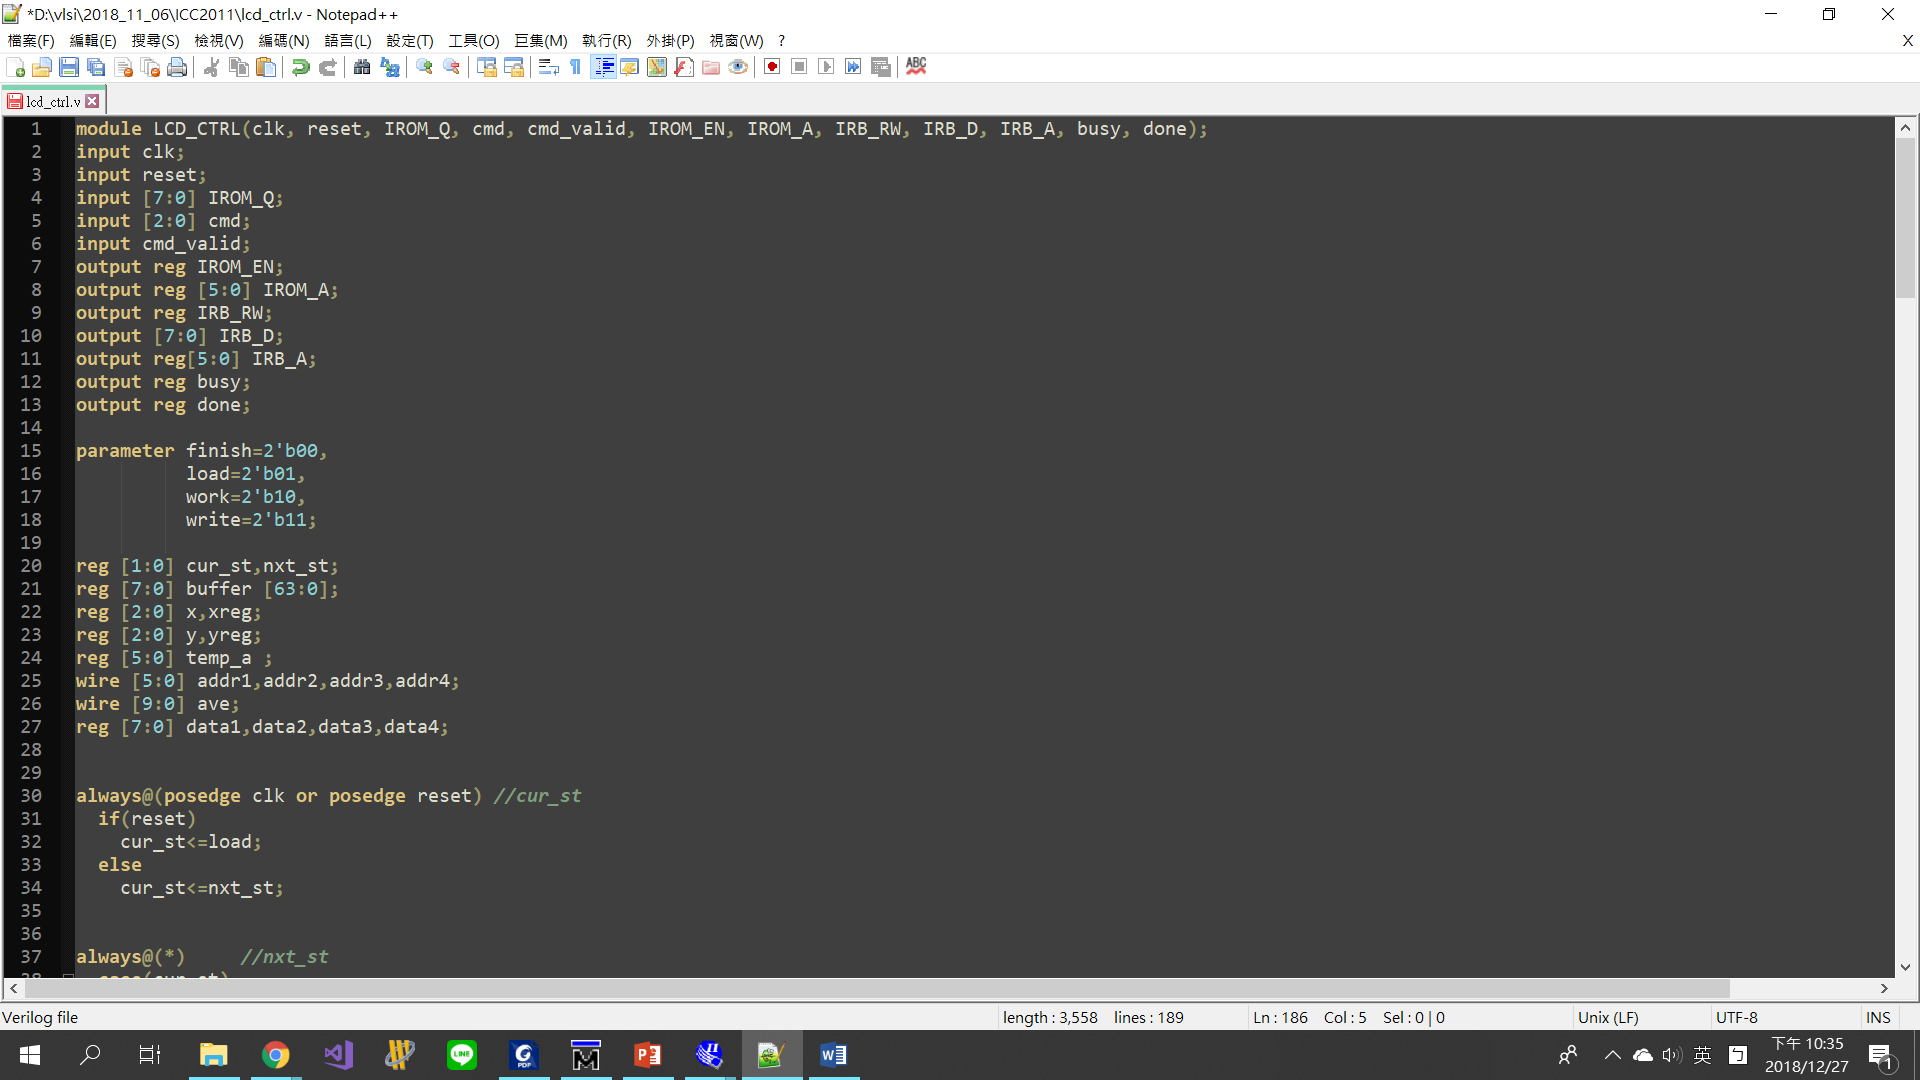 *D:\vlsi\2018_11_06\ICC2011\lcd_ctrl.v - Notepad++
檔案(F) 編輯(E) 搜尋(S) 檢視(V) 編碼(N) 語言(L) 設定(T) 工具(O) 巨集(M) 執行(R) 外掛(P) 視窗(W) ? X
ABC
lcd_ctrl.v
1 module LCD_CTRL(clk, reset, IROM_Q, cmd, cmd_valid, IROM_EN, IROM_A, IRB_RW, IRB_D, IRB_A, busy, done);
2 input clk;
3 input reset;
4 input [7:0] IROM_Q;
5 input [2:0] cmd;
6 input cmd_valid;
7 output reg IROM_EN;
8 output reg [5:0] IROM_A;
9 output reg IRB_RW;
10 output [7:0] IRB_D;
11 output reg[5:0] IRB_A;
12 output reg busy;
13 output reg done;
14
15 parameter finish=2'b00,
16 load=2'b01,
17 work=2'b10,
18 write=2'b11;
19
20 reg [1:0] cur_st,nxt_st;
21 reg [7:0] buffer [63:0];
22 reg [2:0] x,xreg;
23 reg [2:0] y,yreg;
24 reg [5:0] temp_a ;
25 wire [5:0] addr1,addr2,addr3,addr4;
26 wire [9:0] ave;
27 reg [7:0] data1,data2,data3,data4;
28
29
30 always@(posedge clk or posedge reset) //cur_st
31 if(reset)
32 cur_st<=load;
33 else
34 cur_st<=nxt_st;
35
36
37 always@(*) //nxt_st
38 case(cur_st)
Verilog file length : 3,558 lines : 189 Ln : 186 Col : 5 Sel : 0 | 0 Unix (LF) UTF-8 INS
LINE PDF 英 下午 10:35
2018/12/27 1